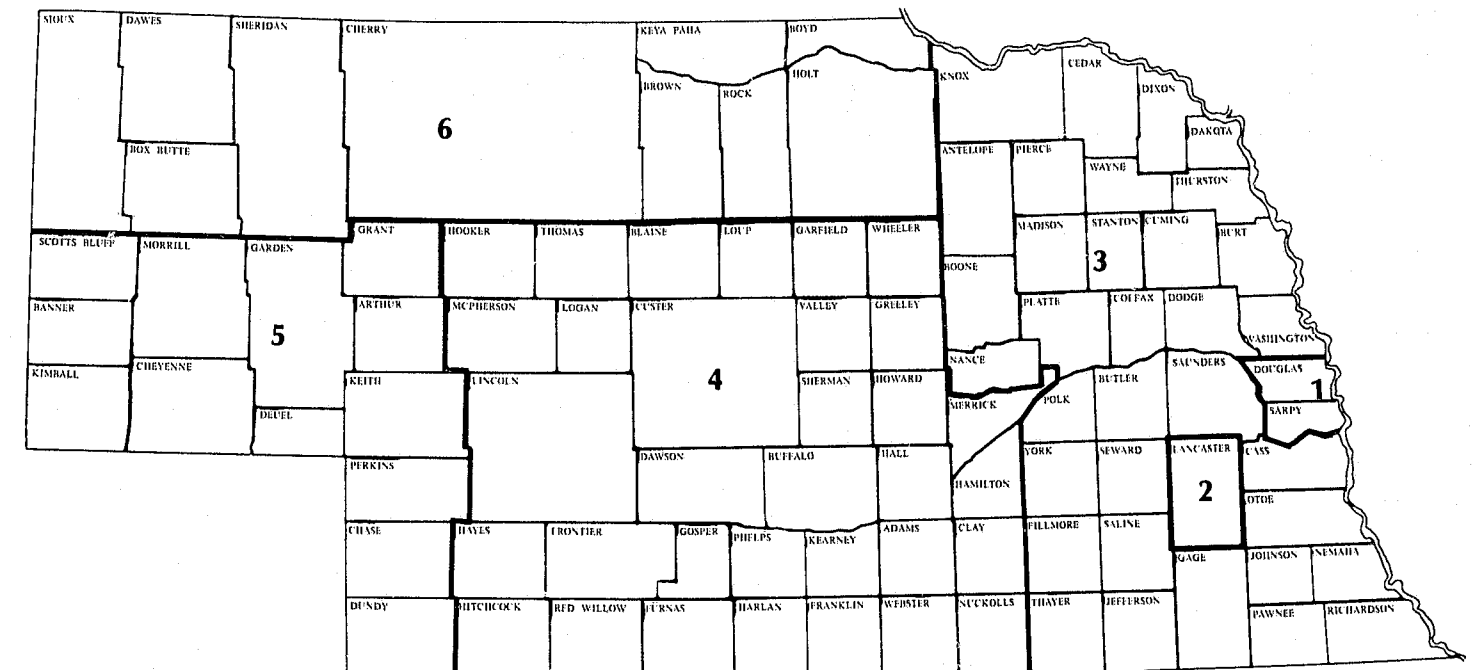 SIOUX
DAWES
SHERIDAN
CHERRY
KEYA PAHA
BOYD
HOLT
BROWN
ROCK
KNOX
CEDAR
DIXON
DAKOTA
6
BOX BUTTE
ANTELOPE
PIERCE
WAYNE
THURSTON
SCOTTS BLUFF
MORRILL
GARDEN
GRANT
HOOKER
THOMAS
BLAINE
LOUP
GARFIELD
WHEELER
MADISON
STANTON
CUMING
BURT
3
BOONE
BANNER
5
ARTHUR
MCPHERSON
LOGAN
CUSTER
VALLEY
GREELEY
PLATTE
COLFAX
DODGE
WASHINGTON
KIMBALL
CHEYENNE
KEITH
LINCOLN
4
SHERMAN
HOWARD
NANCE
MERRICK
POLK
BUTLER
SAUNDERS
DOUGLAS
1
SARPY
DEUEL
PERKINS
DAWSON
BUFFALO
HALL
HAMILTON
YORK
SEWARD
LANCASTER
2
CASS
OTOE
CHASE
HAYES
FRONTIER
GOSPER
PHELPS
KEARNEY
ADAMS
CLAY
FILLMORE
SALINE
GAGE
JOHNSON
NEMAHA
DUNDY
HITCHCOCK
RED WILLOW
FURNAS
HARLAN
FRANKLIN
WEBSTER
NUCKOLLS
THAYER
JEFFERSON
PAWNEE
RICHARDSON